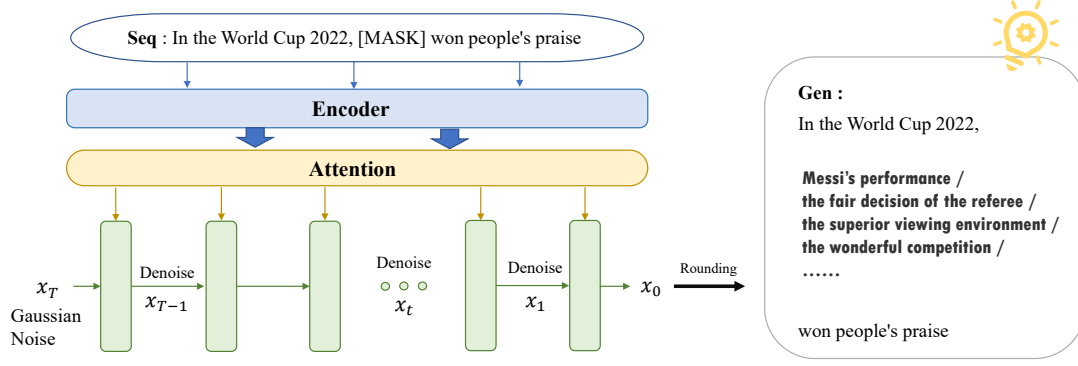 Seq : In the World Cup 2022, [MASK] won people's praise
Encoder
Attention
Denoise
Denoise
Denoise
x_T
x_{T−1}
x_t
x_1
x_0
Gaussian
Noise
Rounding
Gen :
In the World Cup 2022,
Messi's performance /
the fair decision of the referee /
the superior viewing environment /
the wonderful competition /
......
won people's praise